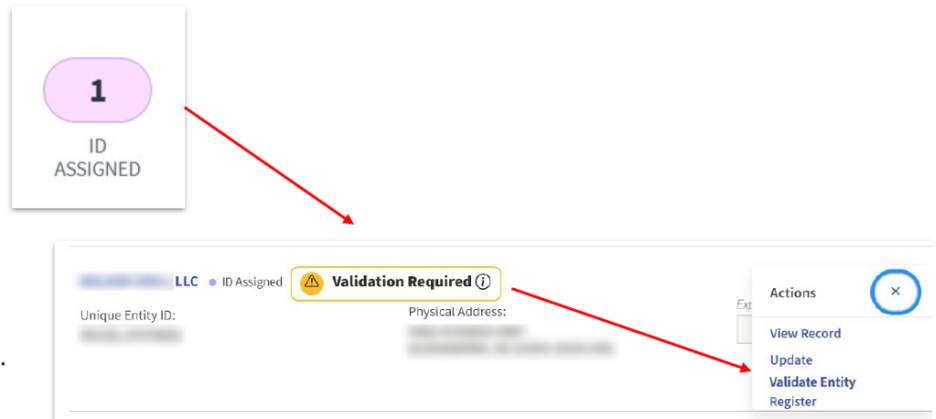 1
ID
ASSIGNED
LLC ID Assigned Validation Required
Unique Entity ID:
Physical Address:
Exp
Actions
View Record
Update
Validate Entity
Register
.